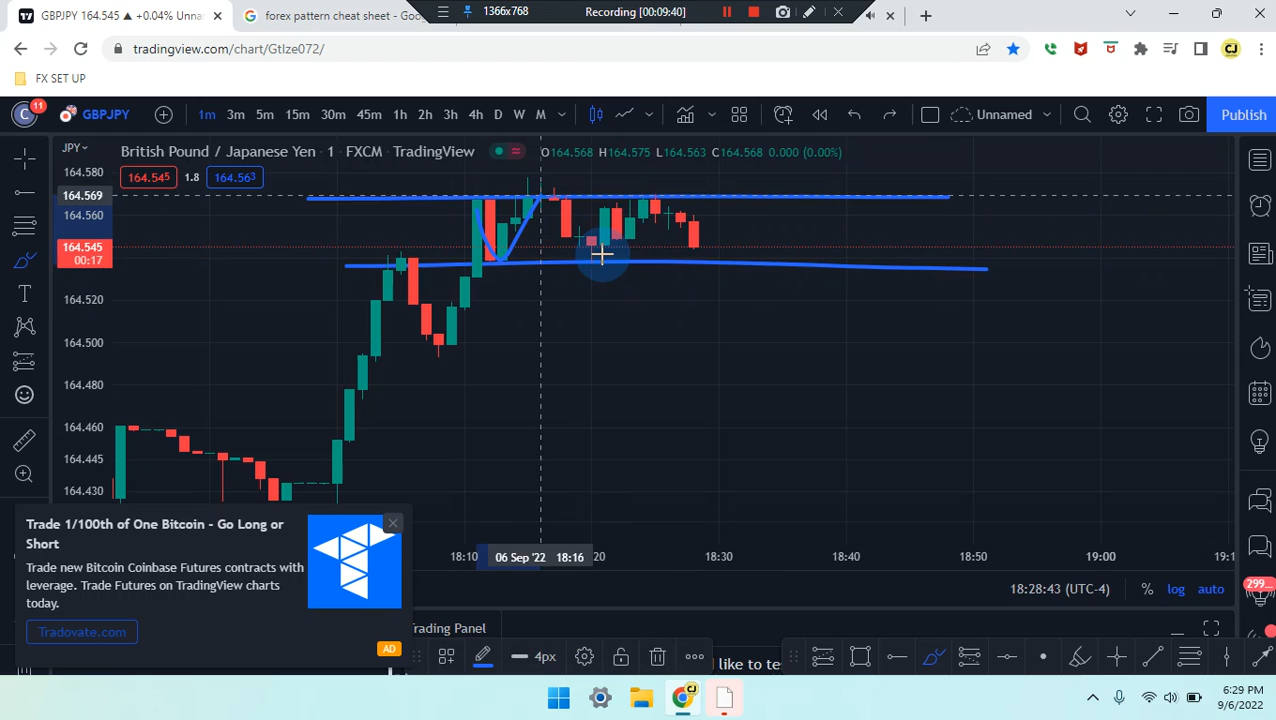 GBPJPY 164.545 ▲ +0.04% Unna
forex pattern cheat sheet - Goo
1366x768
Recording [00:09:40]
tradingview.com/chart/GtIze072/
CJ
FX SET UP
C
11
GBPJPY
1m 3m 5m 15m 30m 45m 1h 2h 3h 4h D W M
Unnamed
Publish
JPY
British Pound / Japanese Yen · 1 · FXCM · TradingView
O164.568 H164.575 L164.563 C164.568 0.000 (0.00%)
164.545 1.8 164.563
164.580
164.569
164.560
164.545
00:17
164.520
164.500
164.480
164.460
164.445
164.430
Trade 1/100th of One Bitcoin - Go Long or
Short
Trade new Bitcoin Coinbase Futures contracts with
leverage. Trade Futures on TradingView charts
today.
Tradovate.com
AD
18:10 06 Sep '22 18:16 20 18:30 18:40 18:50 19:00 19:1
18:28:43 (UTC-4) % log auto
299
rading Panel
4px
like to te
CJ
6:29 PM
9/6/2022